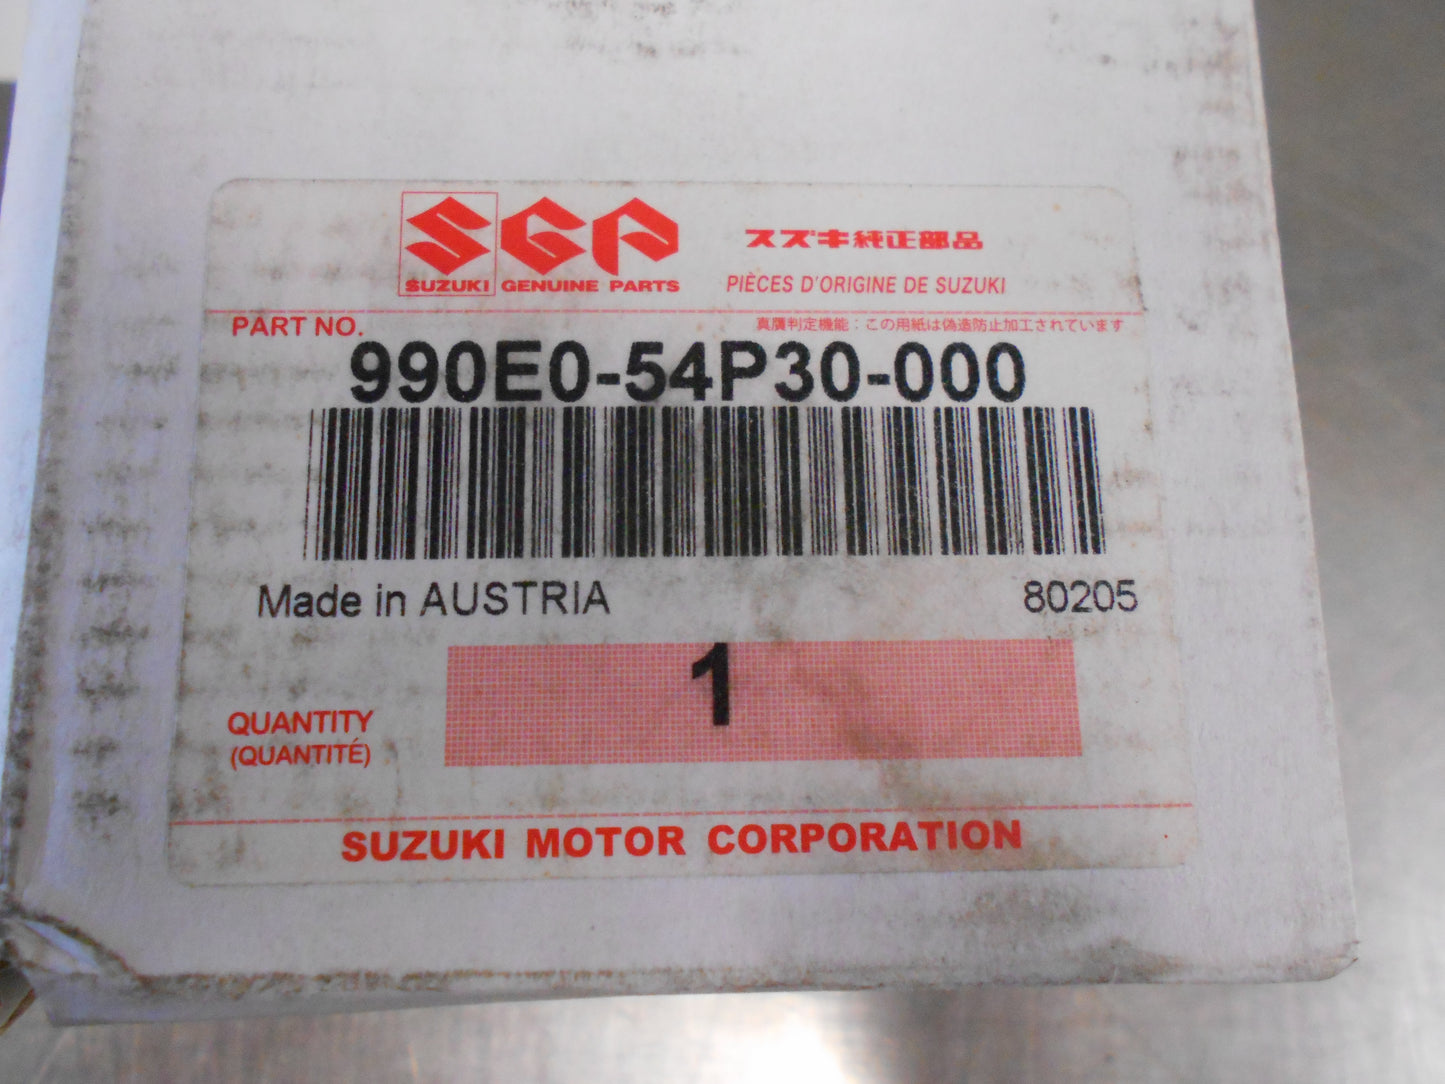 SGP スズキ純正部品
SUZUKI GENUINE PARTS PIÈCES D'ORIGINE DE SUZUKI
PART NO. 真贋判定機能：この用紙は偽造防止加工されています
990E0-54P30-000
Made in AUSTRIA 80205
1
QUANTITY
(QUANTITÉ)
SUZUKI MOTOR CORPORATION